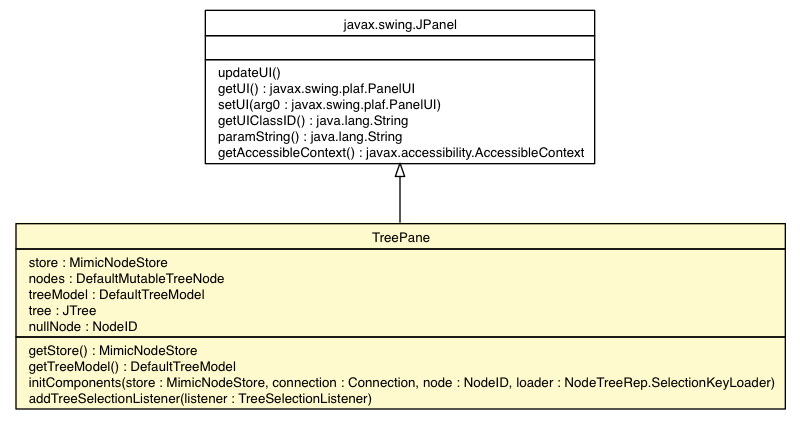 javax.swing.JPanel
updateUI()
getUI() : javax.swing.plaf.PanelUI
setUI(arg0 : javax.swing.plaf.PanelUI)
getUIClassID() : java.lang.String
paramString() : java.lang.String
getAccessibleContext() : javax.accessibility.AccessibleContext
TreePane
store : MimicNodeStore
nodes : DefaultMutableTreeNode
treeModel : DefaultTreeModel
tree : JTree
nullNode : NodeID
getStore() : MimicNodeStore
getTreeModel() : DefaultTreeModel
initComponents(store : MimicNodeStore, connection : Connection, node : NodeID, loader : NodeTreeRep.SelectionKeyLoader)
addTreeSelectionListener(listener : TreeSelectionListener)